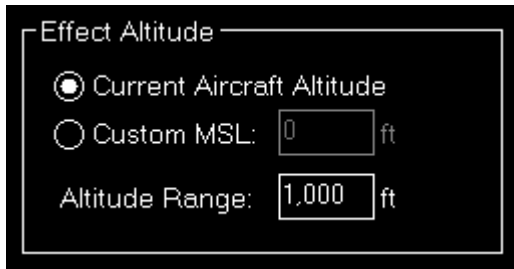 Effect Altitude
Current Aircraft Altitude
Custom MSL: 0 ft
Altitude Range: 1,000 ft